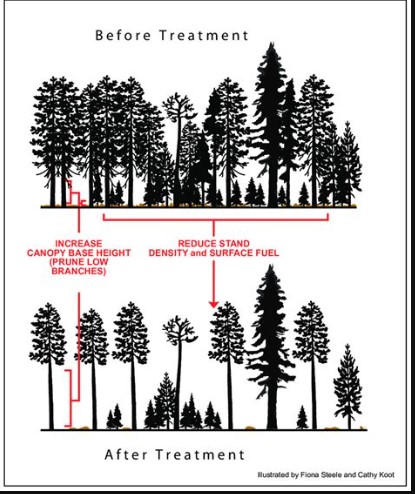 Before Treatment
INCREASE
CANOPY BASE HEIGHT
(PRUNE LOW
BRANCHES)
REDUCE STAND
DENSITY and SURFACE FUEL
After Treatment
Illustrated by Fiona Steele and Cathy Koot